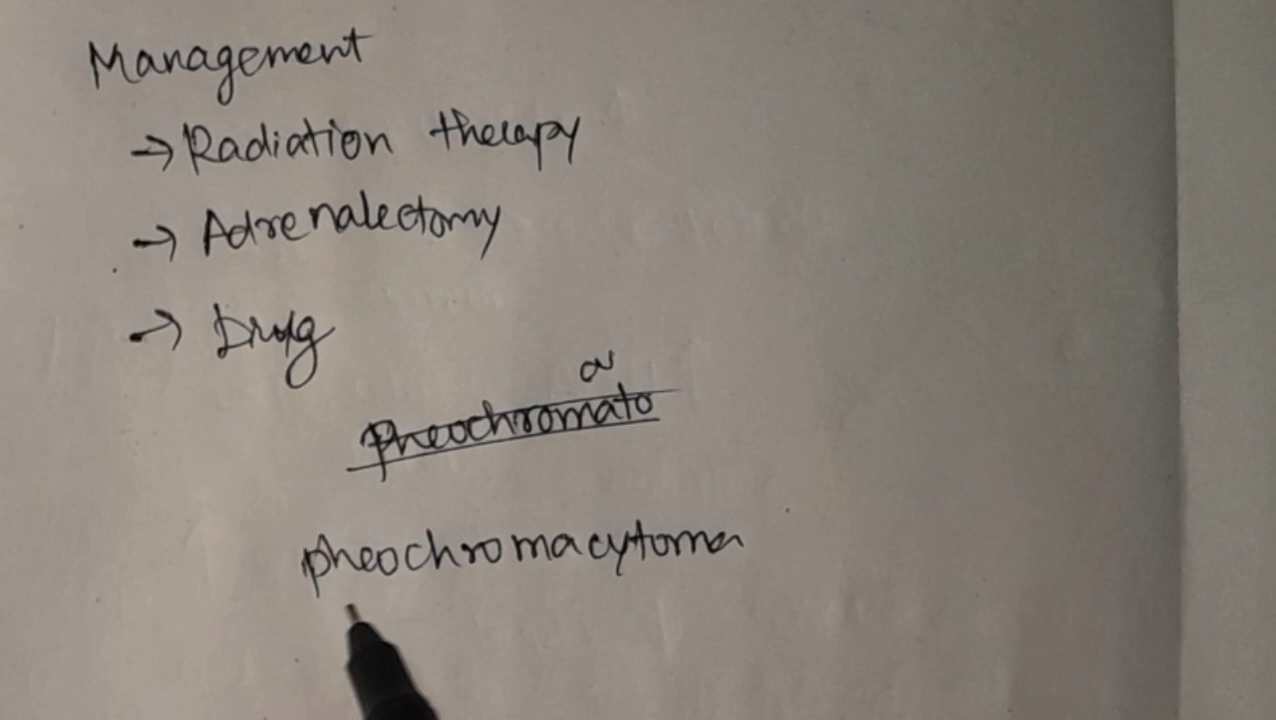 Management
→ Radiation therapy
→ Adrenalectomy
→ Drug
pheochromato
pheochromacytoma